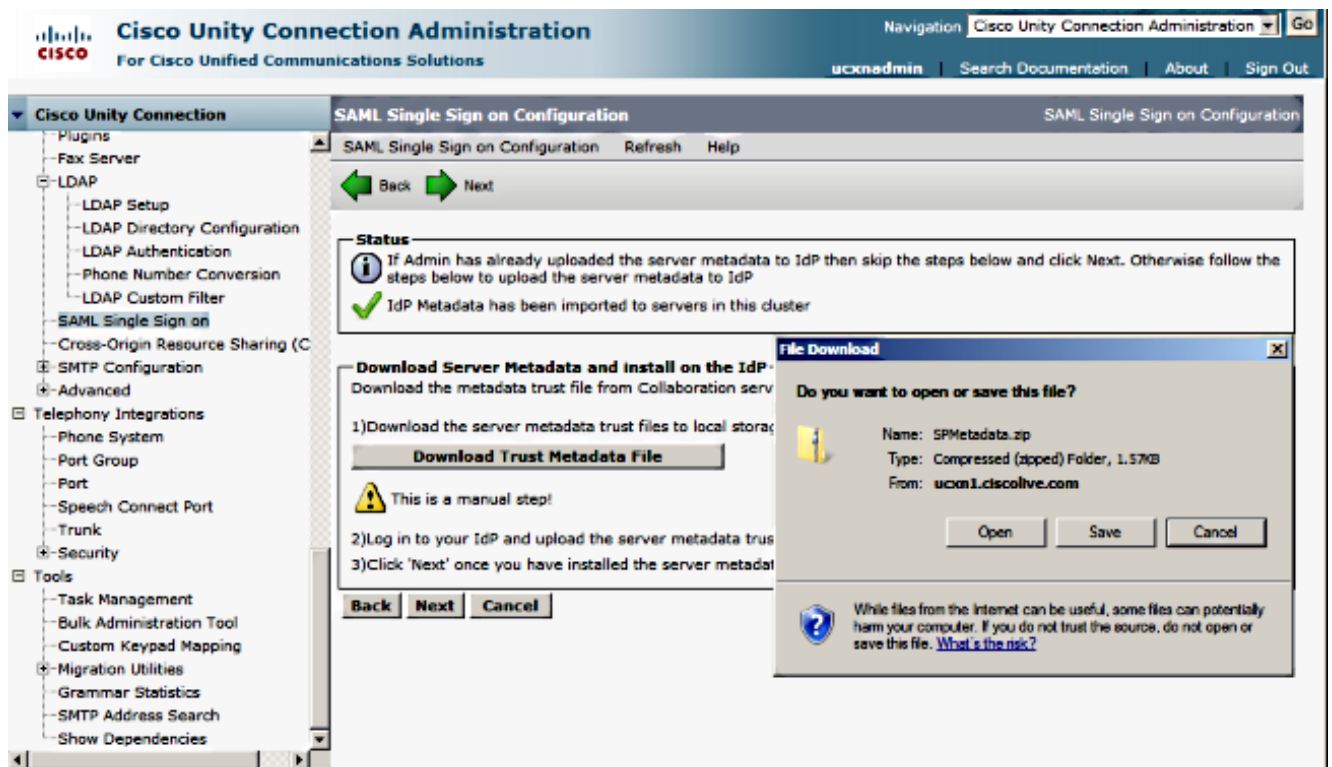 Cisco Unity Connection Administration
For Cisco Unified Communications Solutions
CISCO
Navigation Cisco Unity Connection Administration Go
ucxnadmin | Search Documentation | About | Sign Out
Cisco Unity Connection
Plugins
Fax Server
LDAP
LDAP Setup
LDAP Directory Configuration
LDAP Authentication
Phone Number Conversion
LDAP Custom Filter
SAML Single Sign on
Cross-Origin Resource Sharing (C
SMTP Configuration
Advanced
Telephony Integrations
Phone System
Port Group
Port
Speech Connect Port
Trunk
Security
Tools
Task Management
Bulk Administration Tool
Custom Keypad Mapping
Migration Utilities
Grammar Statistics
SMTP Address Search
Show Dependencies
SAML Single Sign on Configuration
SAML Single Sign on Configuration
SAML Single Sign on Configuration Refresh Help
Back Next
Status
If Admin has already uploaded the server metadata to IdP then skip the steps below and click Next. Otherwise follow the
steps below to upload the server metadata to IdP
IdP Metadata has been imported to servers in this cluster
Download Server Metadata and install on the IdP
Download the metadata trust file from Collaboration serv
1)Download the server metadata trust files to local storag
Download Trust Metadata File
This is a manual step!
2)Log in to your IdP and upload the server metadata trus
3)Click 'Next' once you have installed the server metadat
Back Next Cancel
File Download
Do you want to open or save this file?
Name: SPMetadata.zip
Type: Compressed (zipped) Folder, 1.57KB
From: ucxn1.ciscolive.com
Open Save Cancel
While files from the Internet can be useful, some files can potentially
harm your computer. If you do not trust the source, do not open or
save this file. What's the risk?